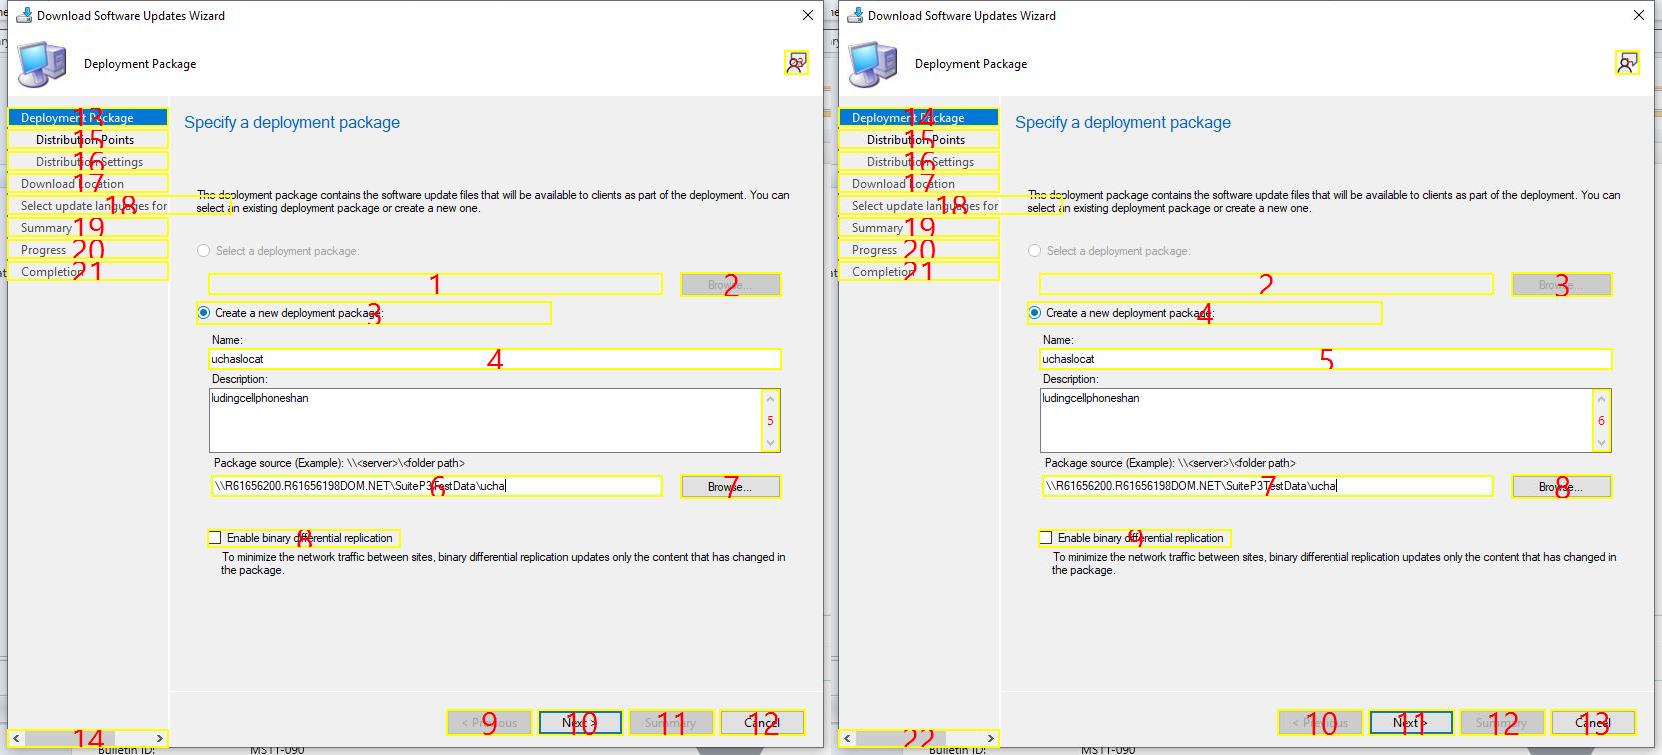 Download Software Updates Wizard
Deployment Package
13
Deployment Package
15
Distribution Points
16
Distribution Settings
17
Download Location
18
Select update languages for
19
Summary
20
Progress
21
Completion
14
Specify a deployment package
The deployment package contains the software update files that will be available to clients as part of the deployment. You can
select an existing deployment package or create a new one.
Select a deployment package:
1
2
Browse...
3
Create a new deployment package:
Name:
uchaslocat
4
Description:
ludingcellphoneshan
5
Package source (Example): \\<server>\<folder path>
\\R61656200.R61656198DOM.NET\SuiteP3TestData\ucha
6
7
Browse...
8
Enable binary differential replication
To minimize the network traffic between sites, binary differential replication updates only the content that has changed in
the package.
9
< Previous
10
Next >
11
Summary
12
Cancel
Bulletin ID:
MS11-090
Download Software Updates Wizard
Deployment Package
14
Deployment Package
15
Distribution Points
16
Distribution Settings
17
Download Location
18
Select update languages for
19
Summary
20
Progress
21
Completion
22
Specify a deployment package
The deployment package contains the software update files that will be available to clients as part of the deployment. You can
select an existing deployment package or create a new one.
Select a deployment package:
2
3
Browse...
4
Create a new deployment package:
Name:
uchaslocat
5
Description:
ludingcellphoneshan
6
Package source (Example): \\<server>\<folder path>
\\R61656200.R61656198DOM.NET\SuiteP3TestData\ucha
7
8
Browse...
9
Enable binary differential replication
To minimize the network traffic between sites, binary differential replication updates only the content that has changed in
the package.
10
< Previous
11
Next >
12
Summary
13
Cancel
Bulletin ID:
MS11-090